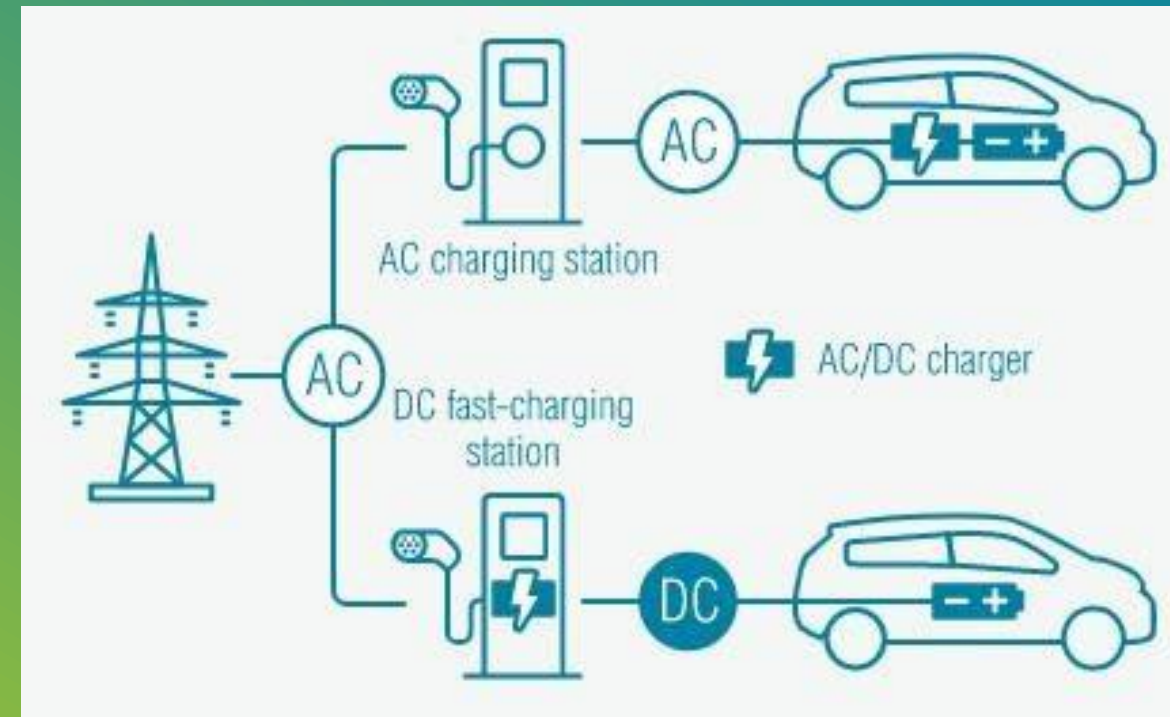 AC
AC charging station
AC
AC/DC charger
DC fast-charging
station
DC